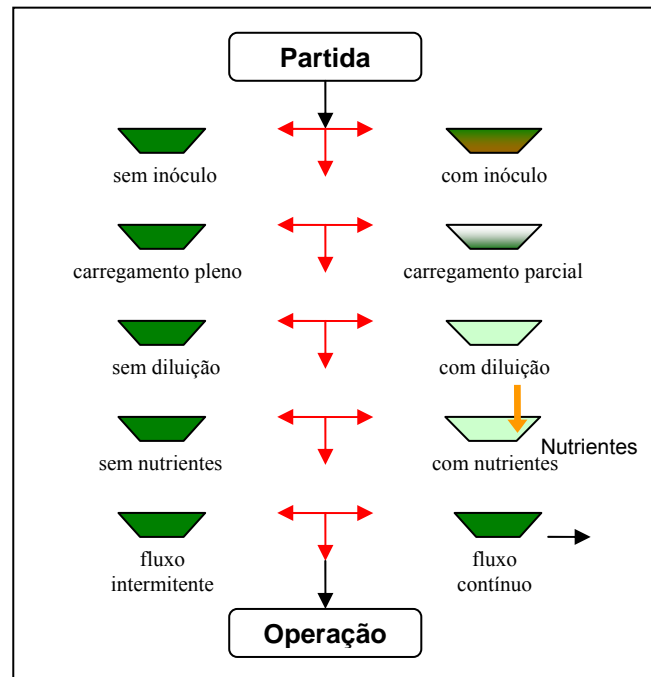 Partida
sem inóculo
com inóculo
carregamento pleno
carregamento parcial
sem diluição
com diluição
Nutrientes
sem nutrientes
com nutrientes
fluxo
intermitente
fluxo
contínuo
Operação